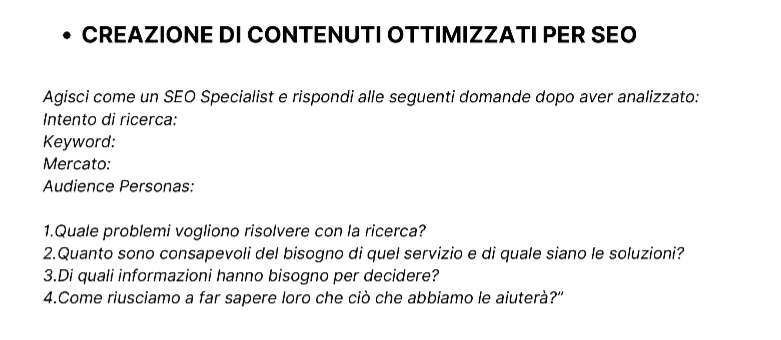 • CREAZIONE DI CONTENUTI OTTIMIZZATI PER SEO
Agisci come un SEO Specialist e rispondi alle seguenti domande dopo aver analizzato:
Intento di ricerca:
Keyword:
Mercato:
Audience Personas:
1.Quale problemi vogliono risolvere con la ricerca?
2.Quanto sono consapevoli del bisogno di quel servizio e di quale siano le soluzioni?
3.Di quali informazioni hanno bisogno per decidere?
4.Come riusciamo a far sapere loro che ciò che abbiamo le aiuterà?”